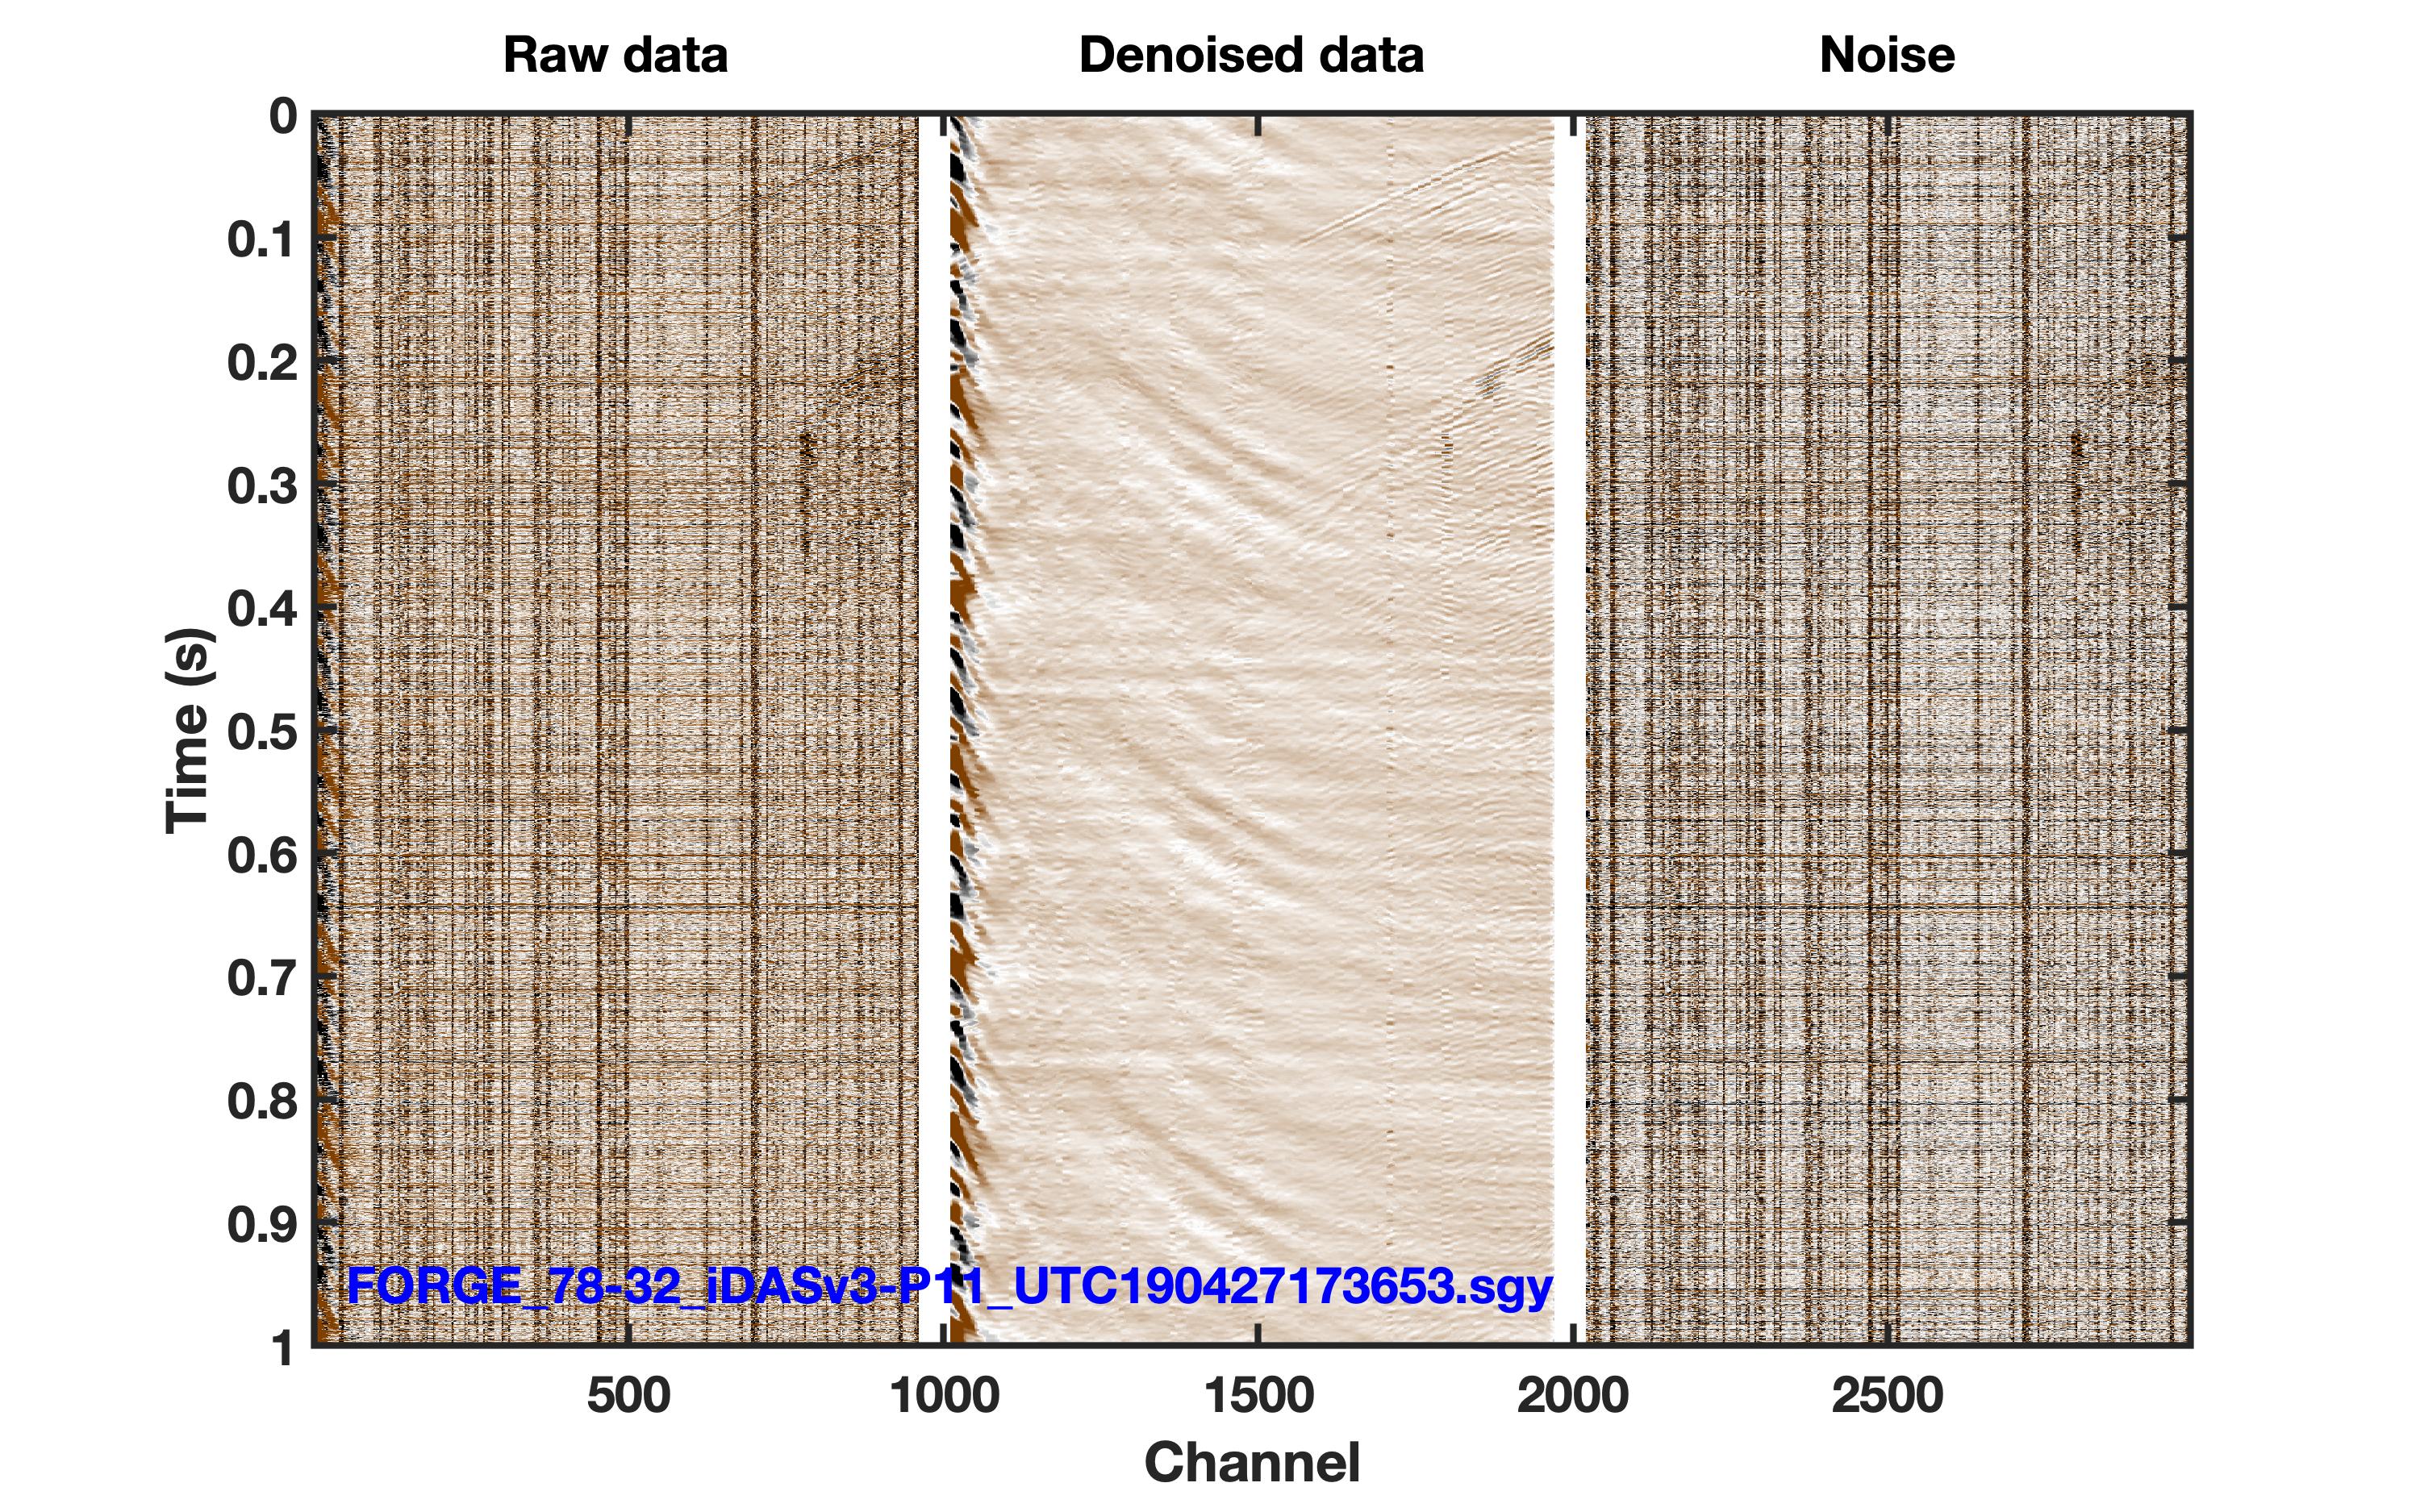 Raw data
Denoised data
Noise
0
0.1
0.2
0.3
0.4
0.5
0.6
0.7
0.8
0.9
1
Time (s)
FORGE_78-32_iDASv3-P11_UTC190427173653.sgy
500
1000
1500
2000
2500
Channel